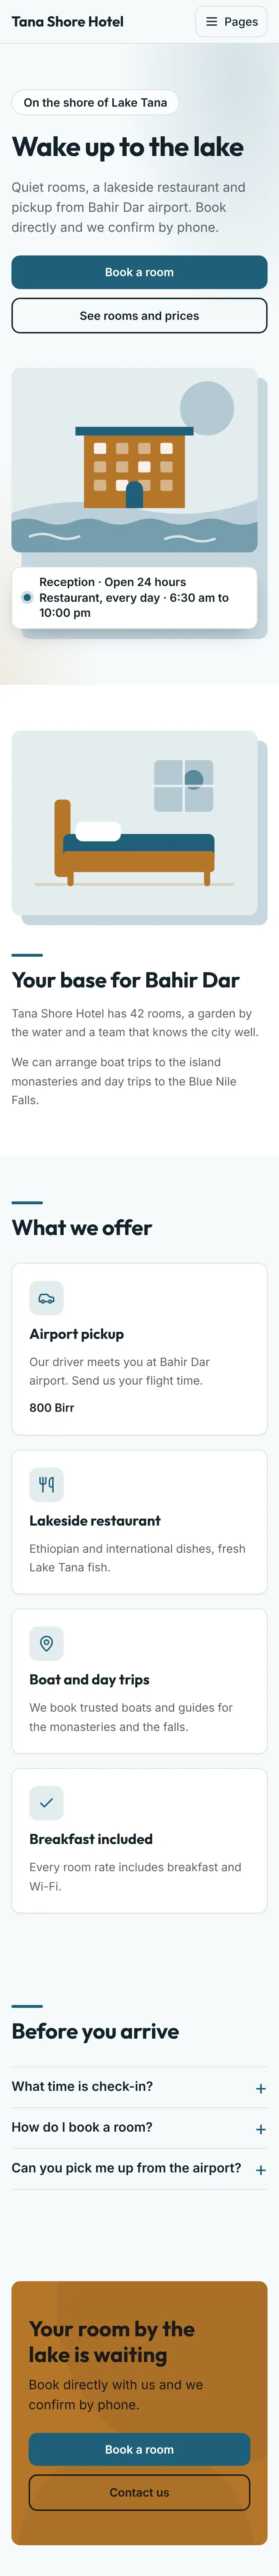 Tana Shore Hotel
Pages
On the shore of Lake Tana
Wake up to the lake
Quiet rooms, a lakeside restaurant and
pickup from Bahir Dar airport. Book
directly and we confirm by phone.
Book a room
See rooms and prices
Reception · Open 24 hours
Restaurant, every day · 6:30 am to
10:00 pm
Your base for Bahir Dar
Tana Shore Hotel has 42 rooms, a garden by
the water and a team that knows the city well.
We can arrange boat trips to the island
monasteries and day trips to the Blue Nile
Falls.
What we offer
Airport pickup
Our driver meets you at Bahir Dar
airport. Send us your flight time.
800 Birr
Lakeside restaurant
Ethiopian and international dishes, fresh
Lake Tana fish.
Boat and day trips
We book trusted boats and guides for
the monasteries and the falls.
Breakfast included
Every room rate includes breakfast and
Wi-Fi.
Before you arrive
What time is check-in?
How do I book a room?
Can you pick me up from the airport?
Your room by the
lake is waiting
Book directly with us and we
confirm by phone.
Book a room
Contact us